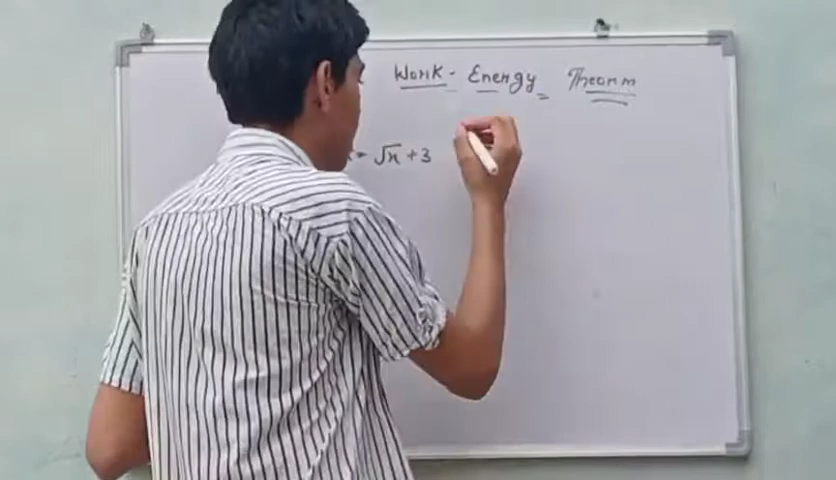 Work - Energy Theorm
= √x + 3